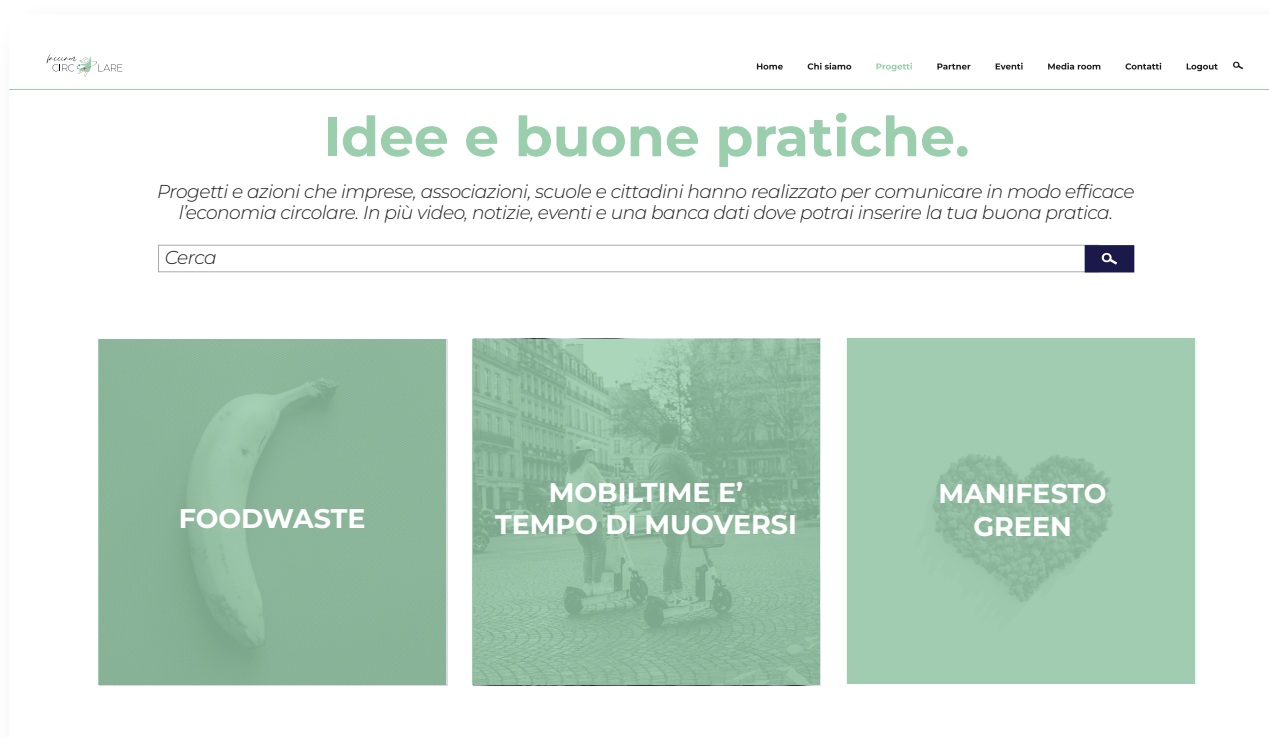 facciam
CIRC LARE
Home Chi siamo Progetti Partner Eventi Media room Contatti Logout
Idee e buone pratiche.
Progetti e azioni che imprese, associazioni, scuole e cittadini hanno realizzato per comunicare in modo efficace
l’economia circolare. In più video, notizie, eventi e una banca dati dove potrai inserire la tua buona pratica.
Cerca
FOODWASTE
MOBILTIME E’
TEMPO DI MUOVERSI
MANIFESTO
GREEN